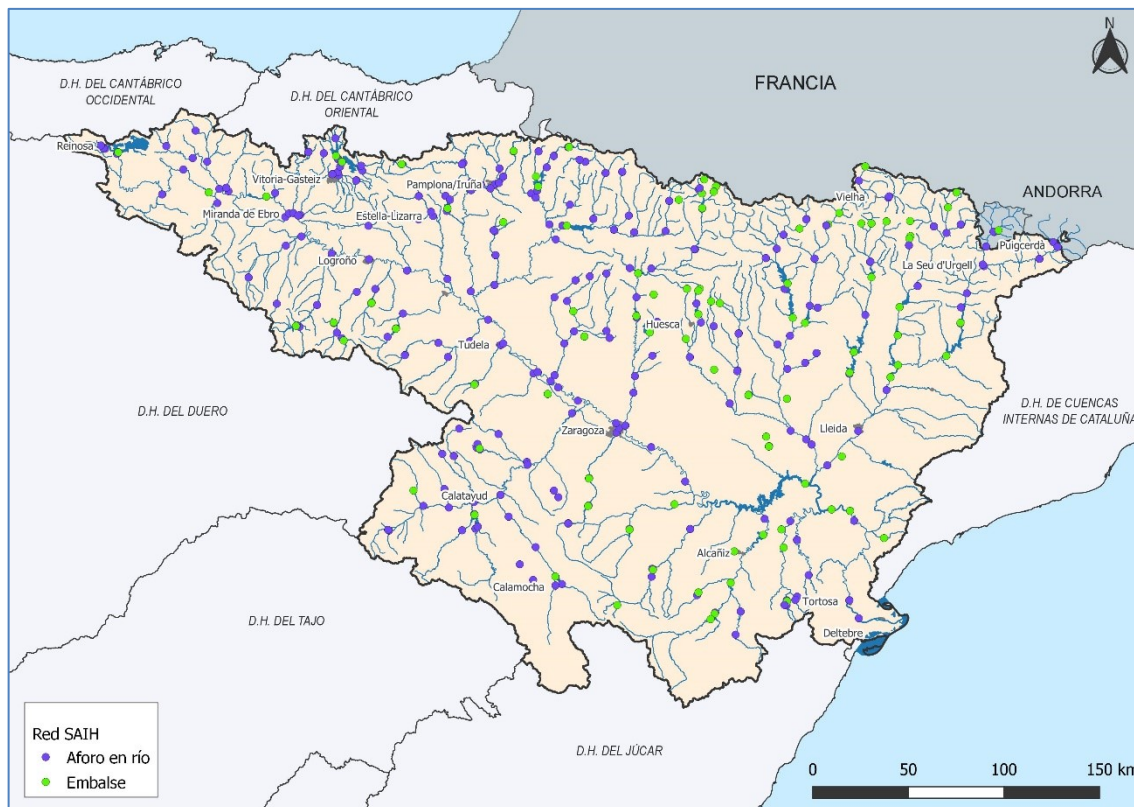 N
FRANCIA
D.H. DEL CANTÁBRICO
OCCIDENTAL
D.H. DEL CANTÁBRICO
ORIENTAL
Reinosa
Vitoria-Gasteiz
Pamplona/Iruña
Vielha
ANDORRA
Miranda de Ebro
Estella-Lizarra
Puigcerdà
La Seu d'Urgell
Logroño
Huesca
Tudela
D.H. DEL DUERO
D.H. DE CUENCAS
INTERNAS DE CATALUÑA
Zaragoza
Lleida
Calatayud
Alcañiz
Calamocha
Tortosa
D.H. DEL TAJO
Deltebre
D.H. DEL JÚCAR
Red SAIH
Aforo en río
Embalse
0 50 100 150 km